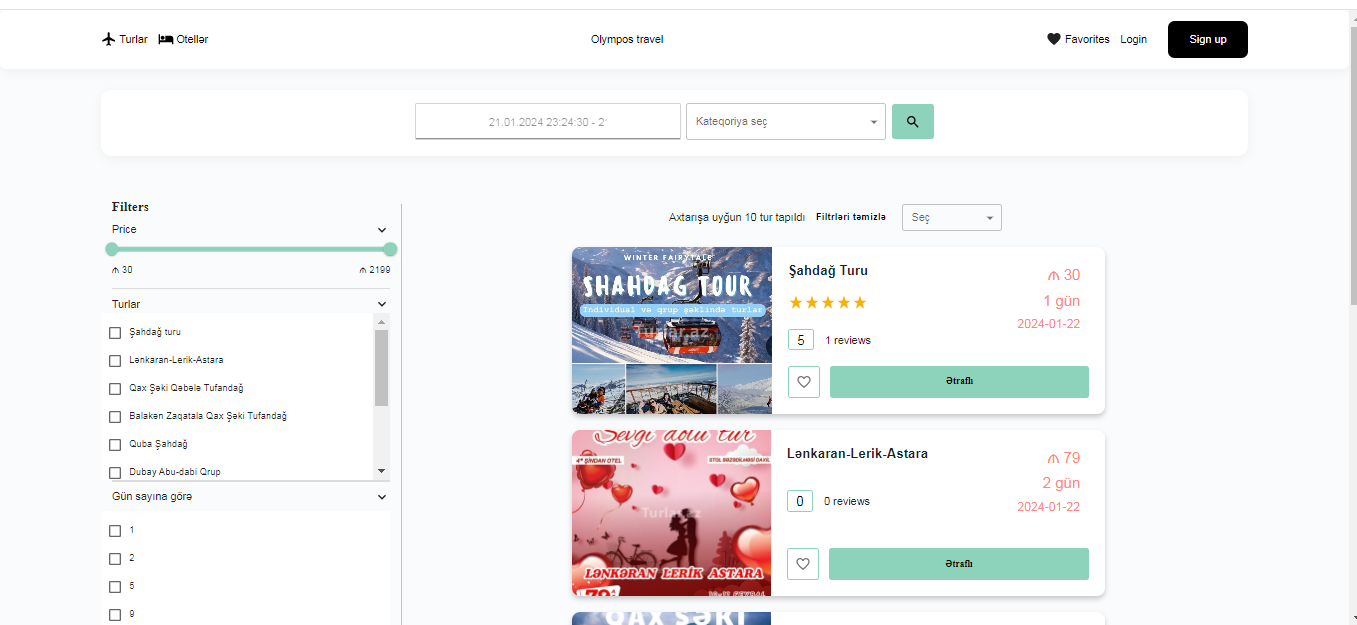 Turlar Otellər
Olympos travel
Favorites Login Sign up
21.01.2024 23:24:30 - 2
Kateqoriya seç
Filters
Price
₼ 30 ₼ 2199
Turlar
Şahdağ turu
Lənkaran-Lerik-Astara
Qax Şəki Qəbələ Tufandağ
Balakən Zaqatala Qax Şəki Tufandağ
Quba Şahdağ
Dubay Abu-dabi Qrup
Gün sayına görə
1
2
5
9
Axtarışa uyğun 10 tur tapıldı Filtrləri təmizlə Seç
WINTER FAIRYTALE
SHAHDAG TOUR
Individual və qrup şəklində turlar
Turlar.az
Şahdağ Turu
₼ 30
1 gün
2024-01-22
5 1 reviews
Ətraflı
Sevgi dolu tur
4* ŞİNDAN OTEL
Turlar.az
LƏNKƏRAN LERİK ASTARA
79
Lənkaran-Lerik-Astara
₼ 79
2 gün
2024-01-22
0 0 reviews
Ətraflı
QAX ŞƏKİ